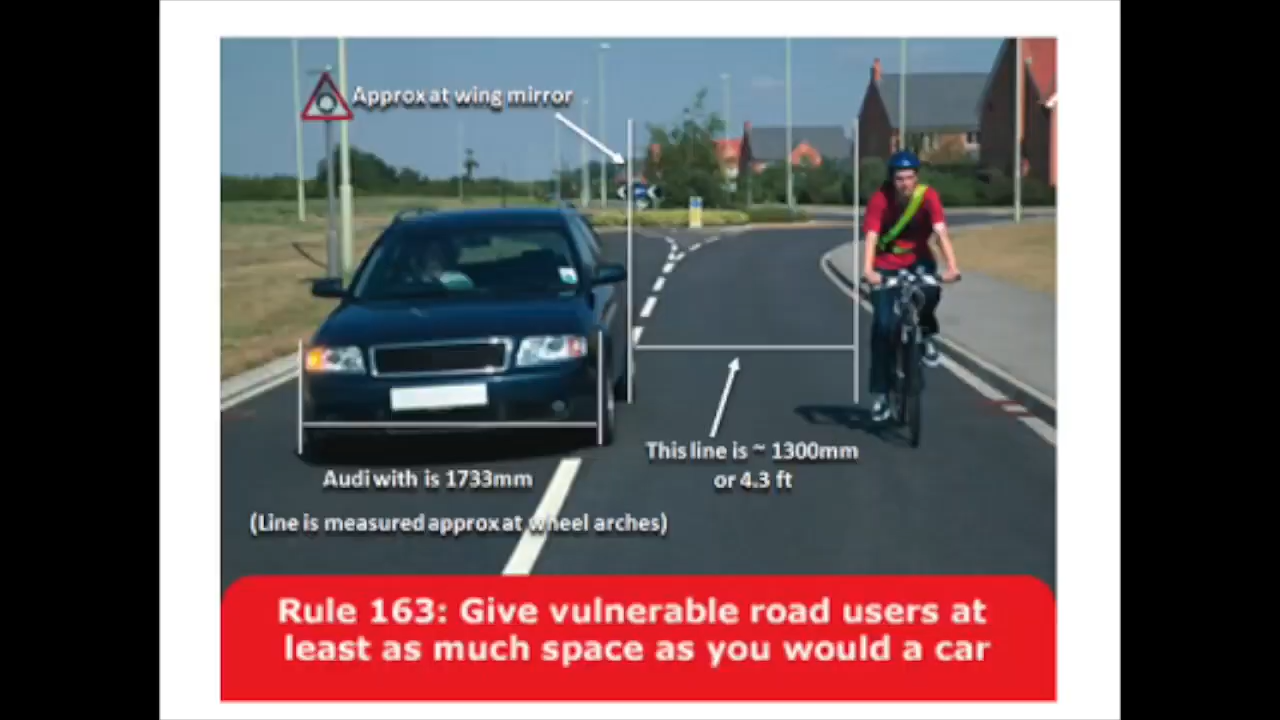 Approx at wing mirror
This line is ~ 1300mm
or 4.3 ft
Audi with is 1733mm
(Line is measured approx at wheel arches)
Rule 163: Give vulnerable road users at
least as much space as you would a car